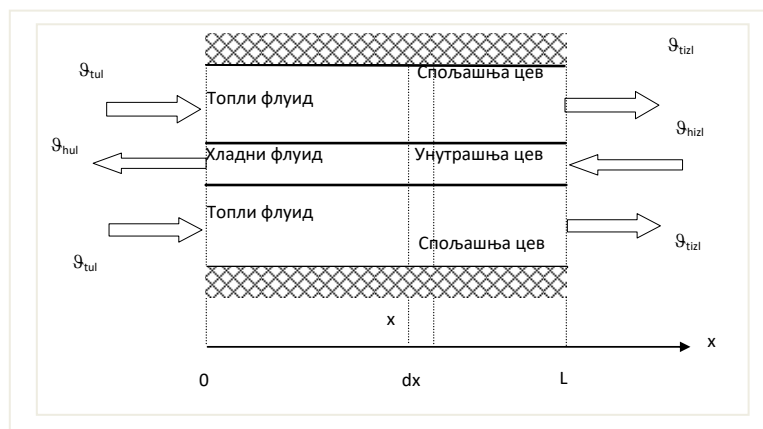 ϑtizl
Спољашња цев
ϑtul
Топли флуид
ϑhizl
ϑhul
Хладни флуид
Унутрашња цев
Топли флуид
Спољашња цев
ϑtizl
ϑtul
x
x
0
dx
L